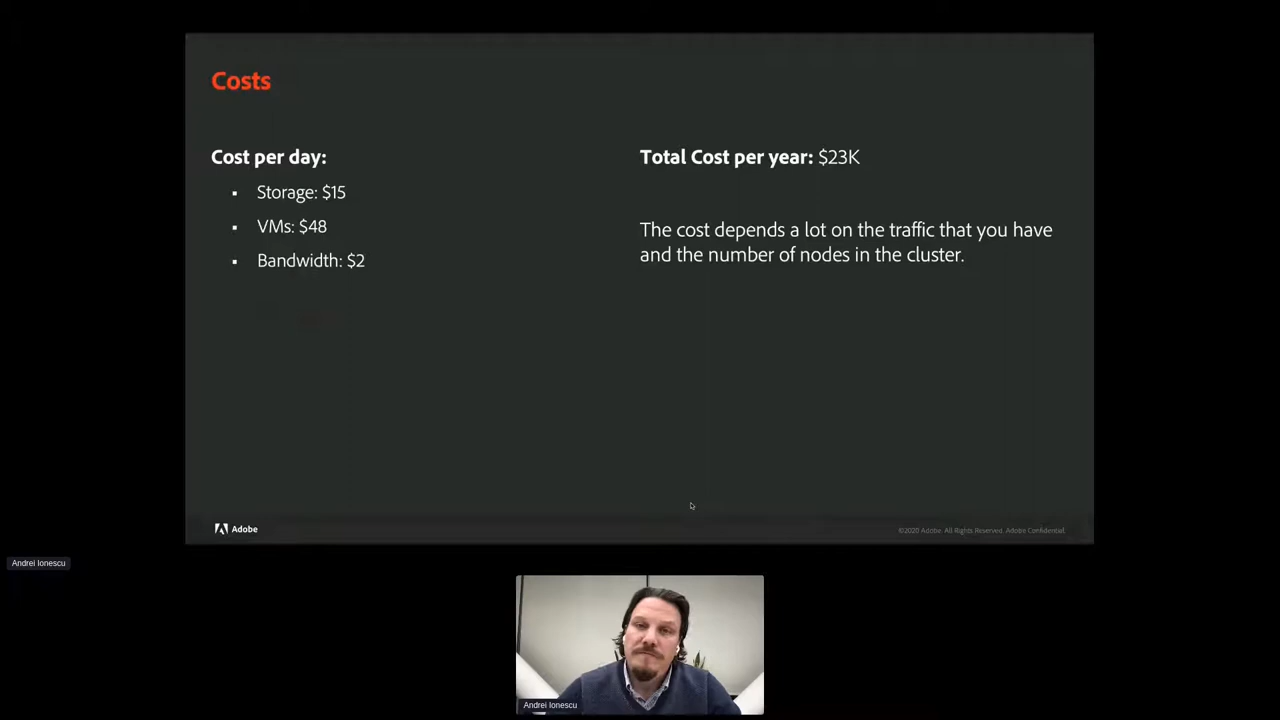 Costs
Cost per day:
▪ Storage: $15
▪ VMs: $48
▪ Bandwidth: $2
Total Cost per year: $23K
The cost depends a lot on the traffic that you have
and the number of nodes in the cluster.
Adobe
©2020 Adobe. All Rights Reserved. Adobe Confidential.
Andrei Ionescu
Andrei Ionescu